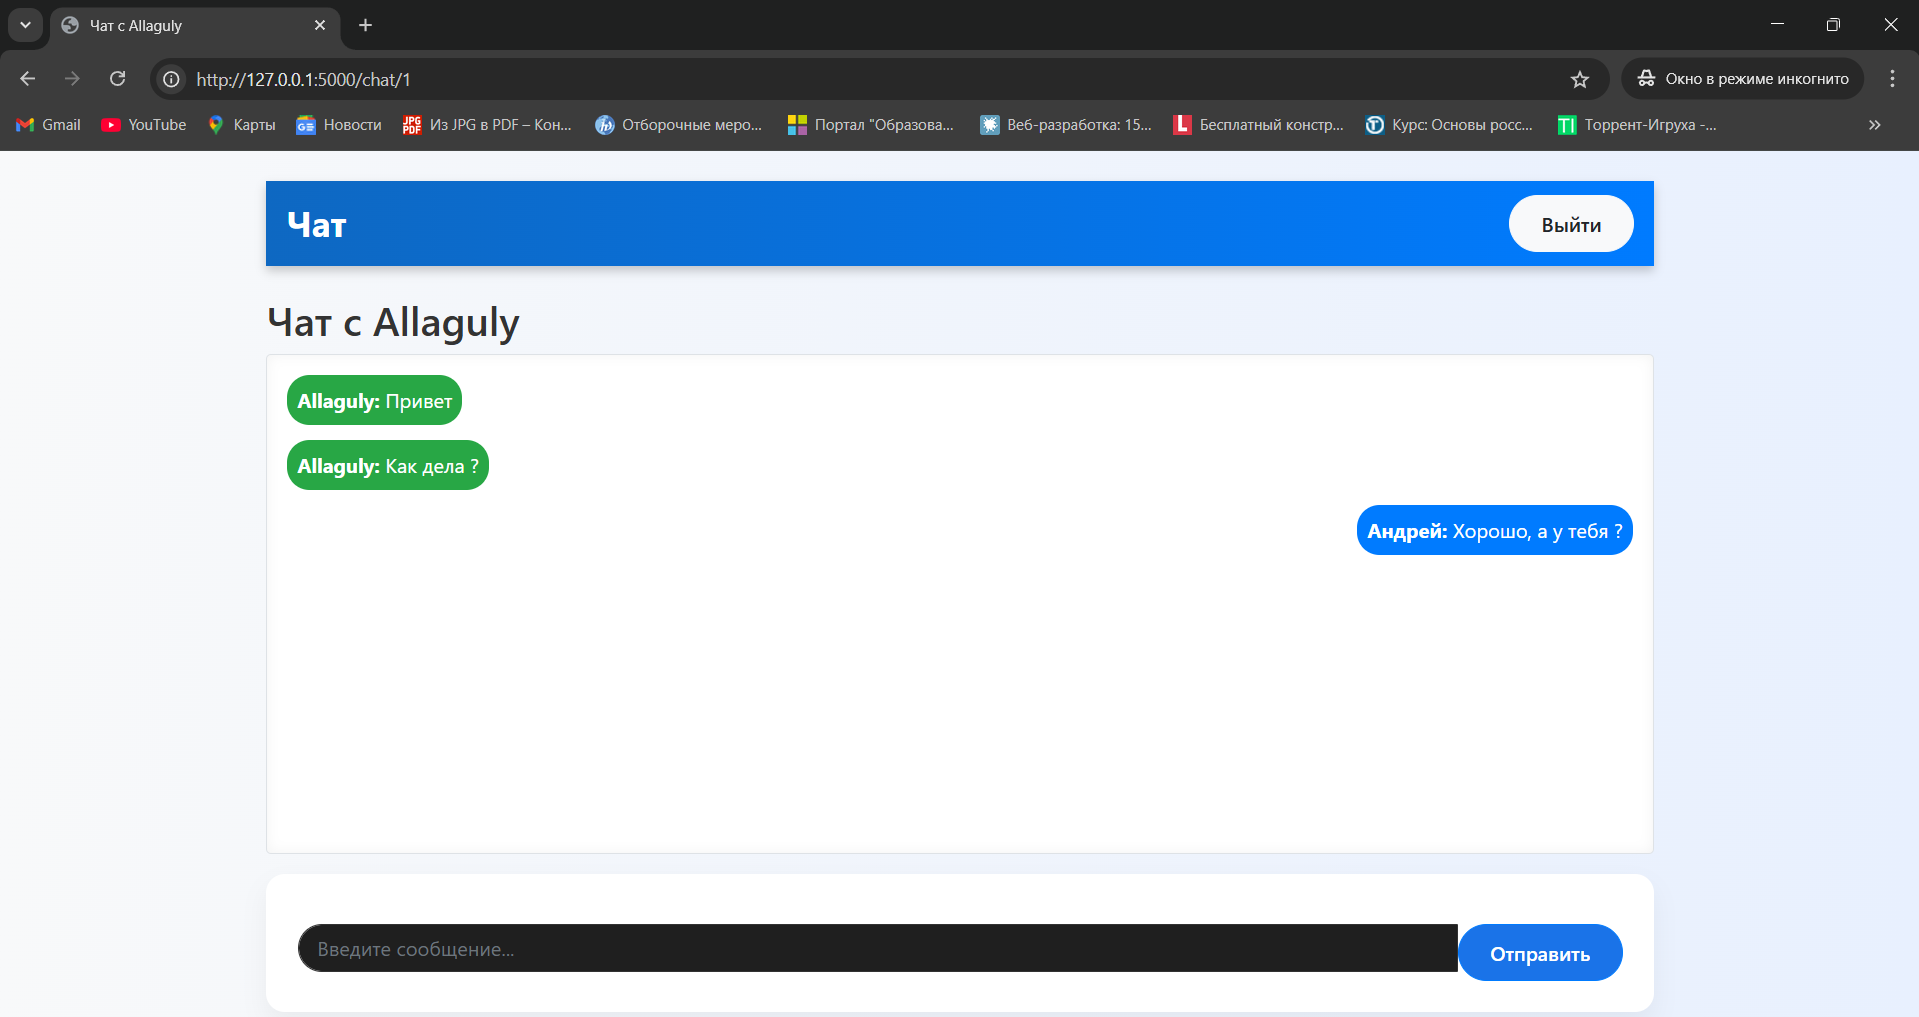 Чат с Allaguly
http://127.0.0.1:5000/chat/1
Окно в режиме инкогнито
Gmail YouTube Карты Новости Из JPG в PDF – Кон... Отборочные меро... Портал "Образова... Веб-разработка: 15... Бесплатный констр... Курс: Основы росс... Торрент-Игруха -...
Чат
Выйти
Чат с Allaguly
Allaguly: Привет
Allaguly: Как дела ?
Андрей: Хорошо, а у тебя ?
Введите сообщение...
Отправить